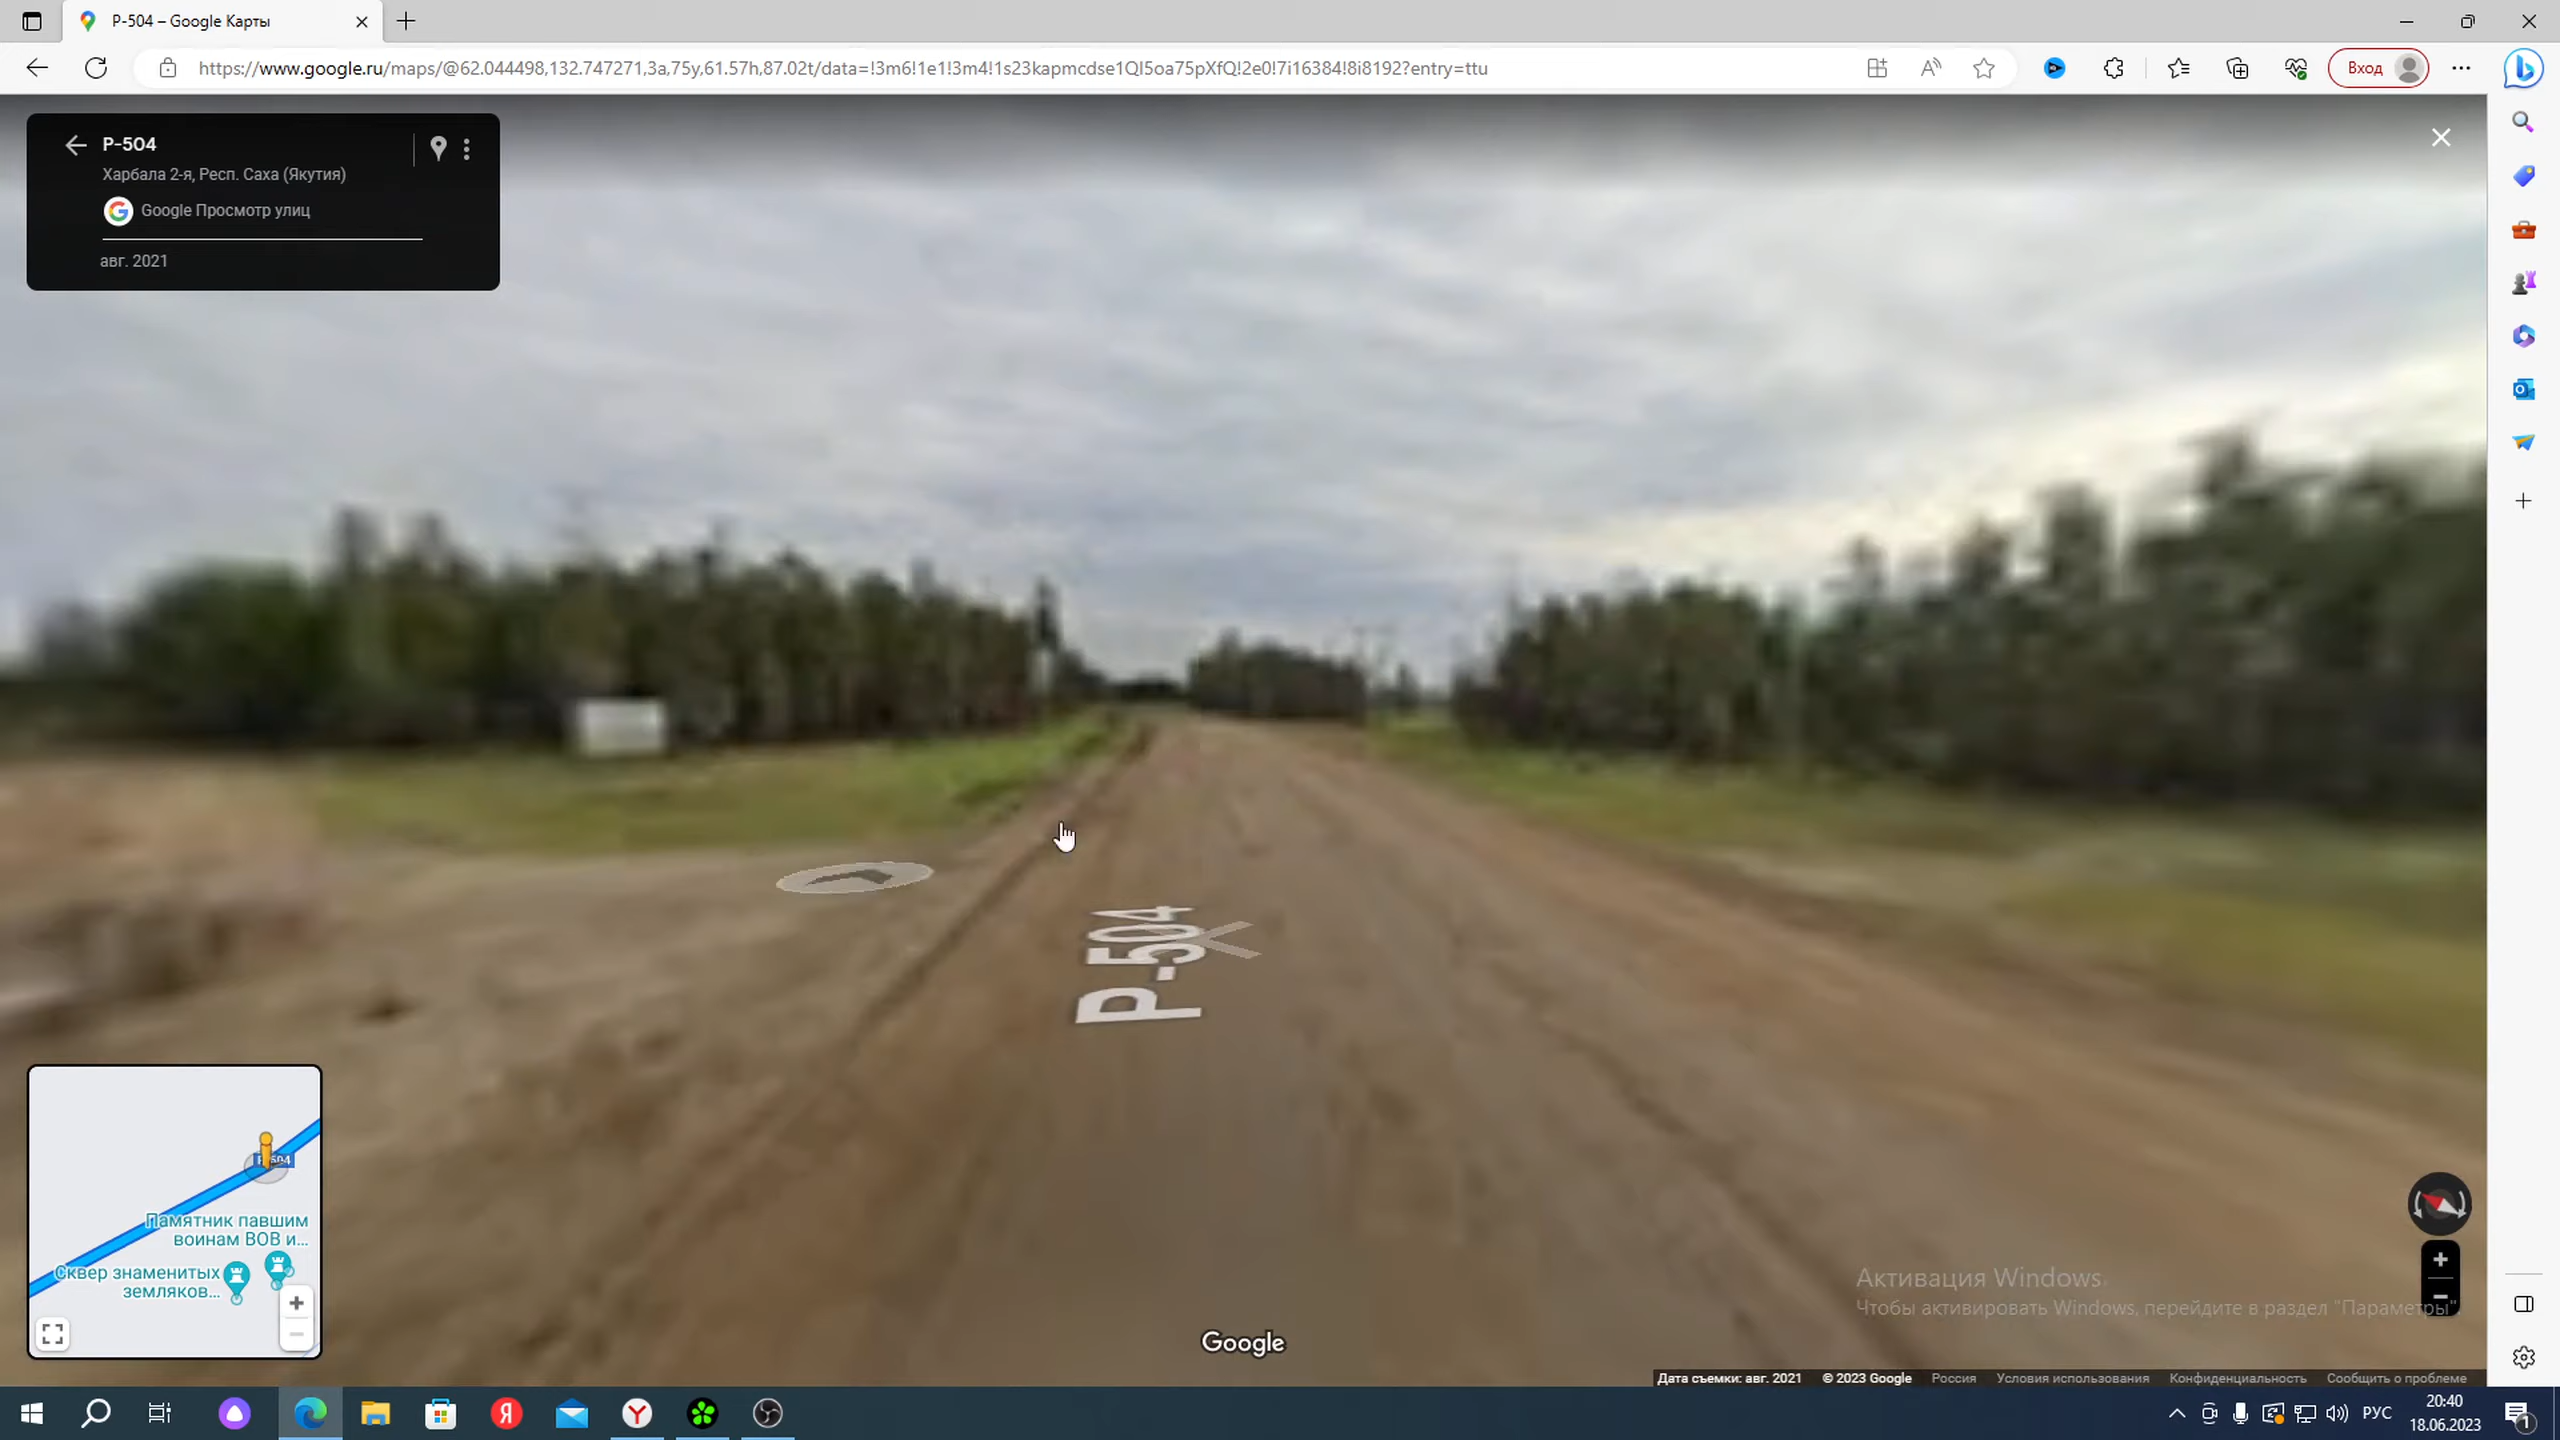 P-504 – Google Карты
https://www.google.ru/maps/@62.044498,132.747271,3a,75y,61.57h,87.02t/data=!3m6!1e1!3m4!1s23kapmcdse1Ql5oa75pXfQ!2e0!7i16384!8i8192?entry=ttu
Вход
P-504
Харбала 2-я, Респ. Саха (Якутия)
Google Просмотр улиц
авг. 2021
P-504
P-504
Памятник павшим
воинам ВОВ и...
Сквер знаменитых
земляков...
Google
Активация Windows
Чтобы активировать Windows, перейдите в раздел "Параметры"
Дата съемки: авг. 2021 © 2023 Google Россия Условия использования Конфиденциальность Сообщить о проблеме
РУС
20:40
18.06.2023
1